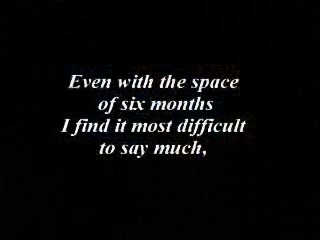 Even with the space
of six months
I find it most difficult
to say much,